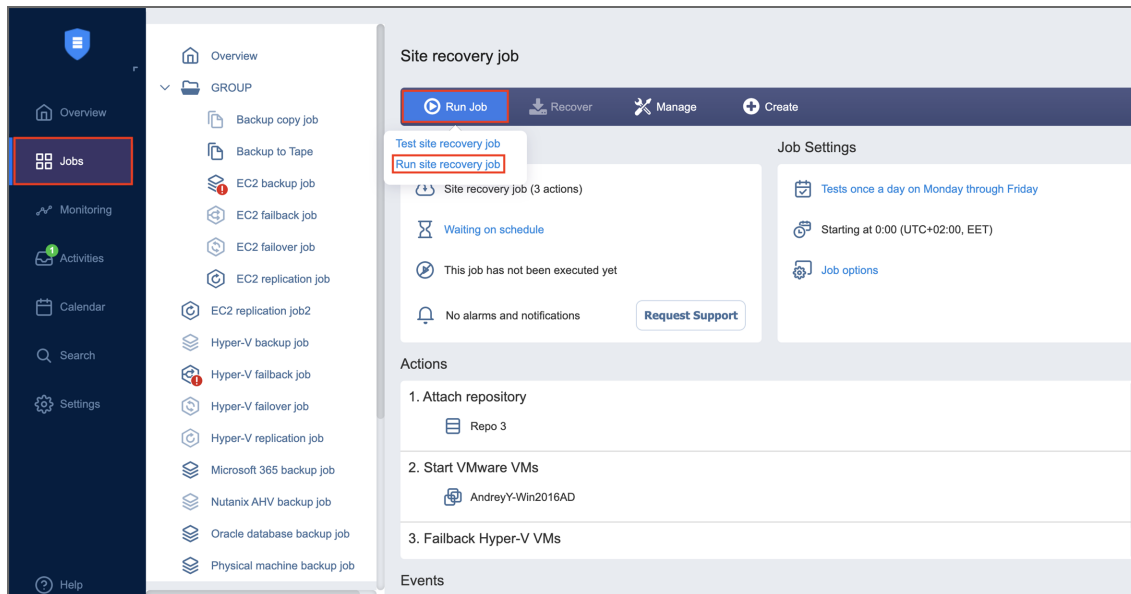 Overview
Jobs
Monitoring
1
Activities
Calendar
Search
Settings
Help
Overview
GROUP
Backup copy job
Backup to Tape
EC2 backup job
EC2 failback job
EC2 failover job
EC2 replication job
EC2 replication job2
Hyper-V backup job
Hyper-V failback job
Hyper-V failover job
Hyper-V replication job
Microsoft 365 backup job
Nutanix AHV backup job
Oracle database backup job
Physical machine backup job
Site recovery job
Run Job Recover Manage Create
Test site recovery job
Run site recovery job
Site recovery job (3 actions)
Waiting on schedule
This job has not been executed yet
No alarms and notifications Request Support
Job Settings
Tests once a day on Monday through Friday
Starting at 0:00 (UTC+02:00, EET)
Job options
Actions
1. Attach repository
Repo 3
2. Start VMware VMs
AndreyY-Win2016AD
3. Failback Hyper-V VMs
Events